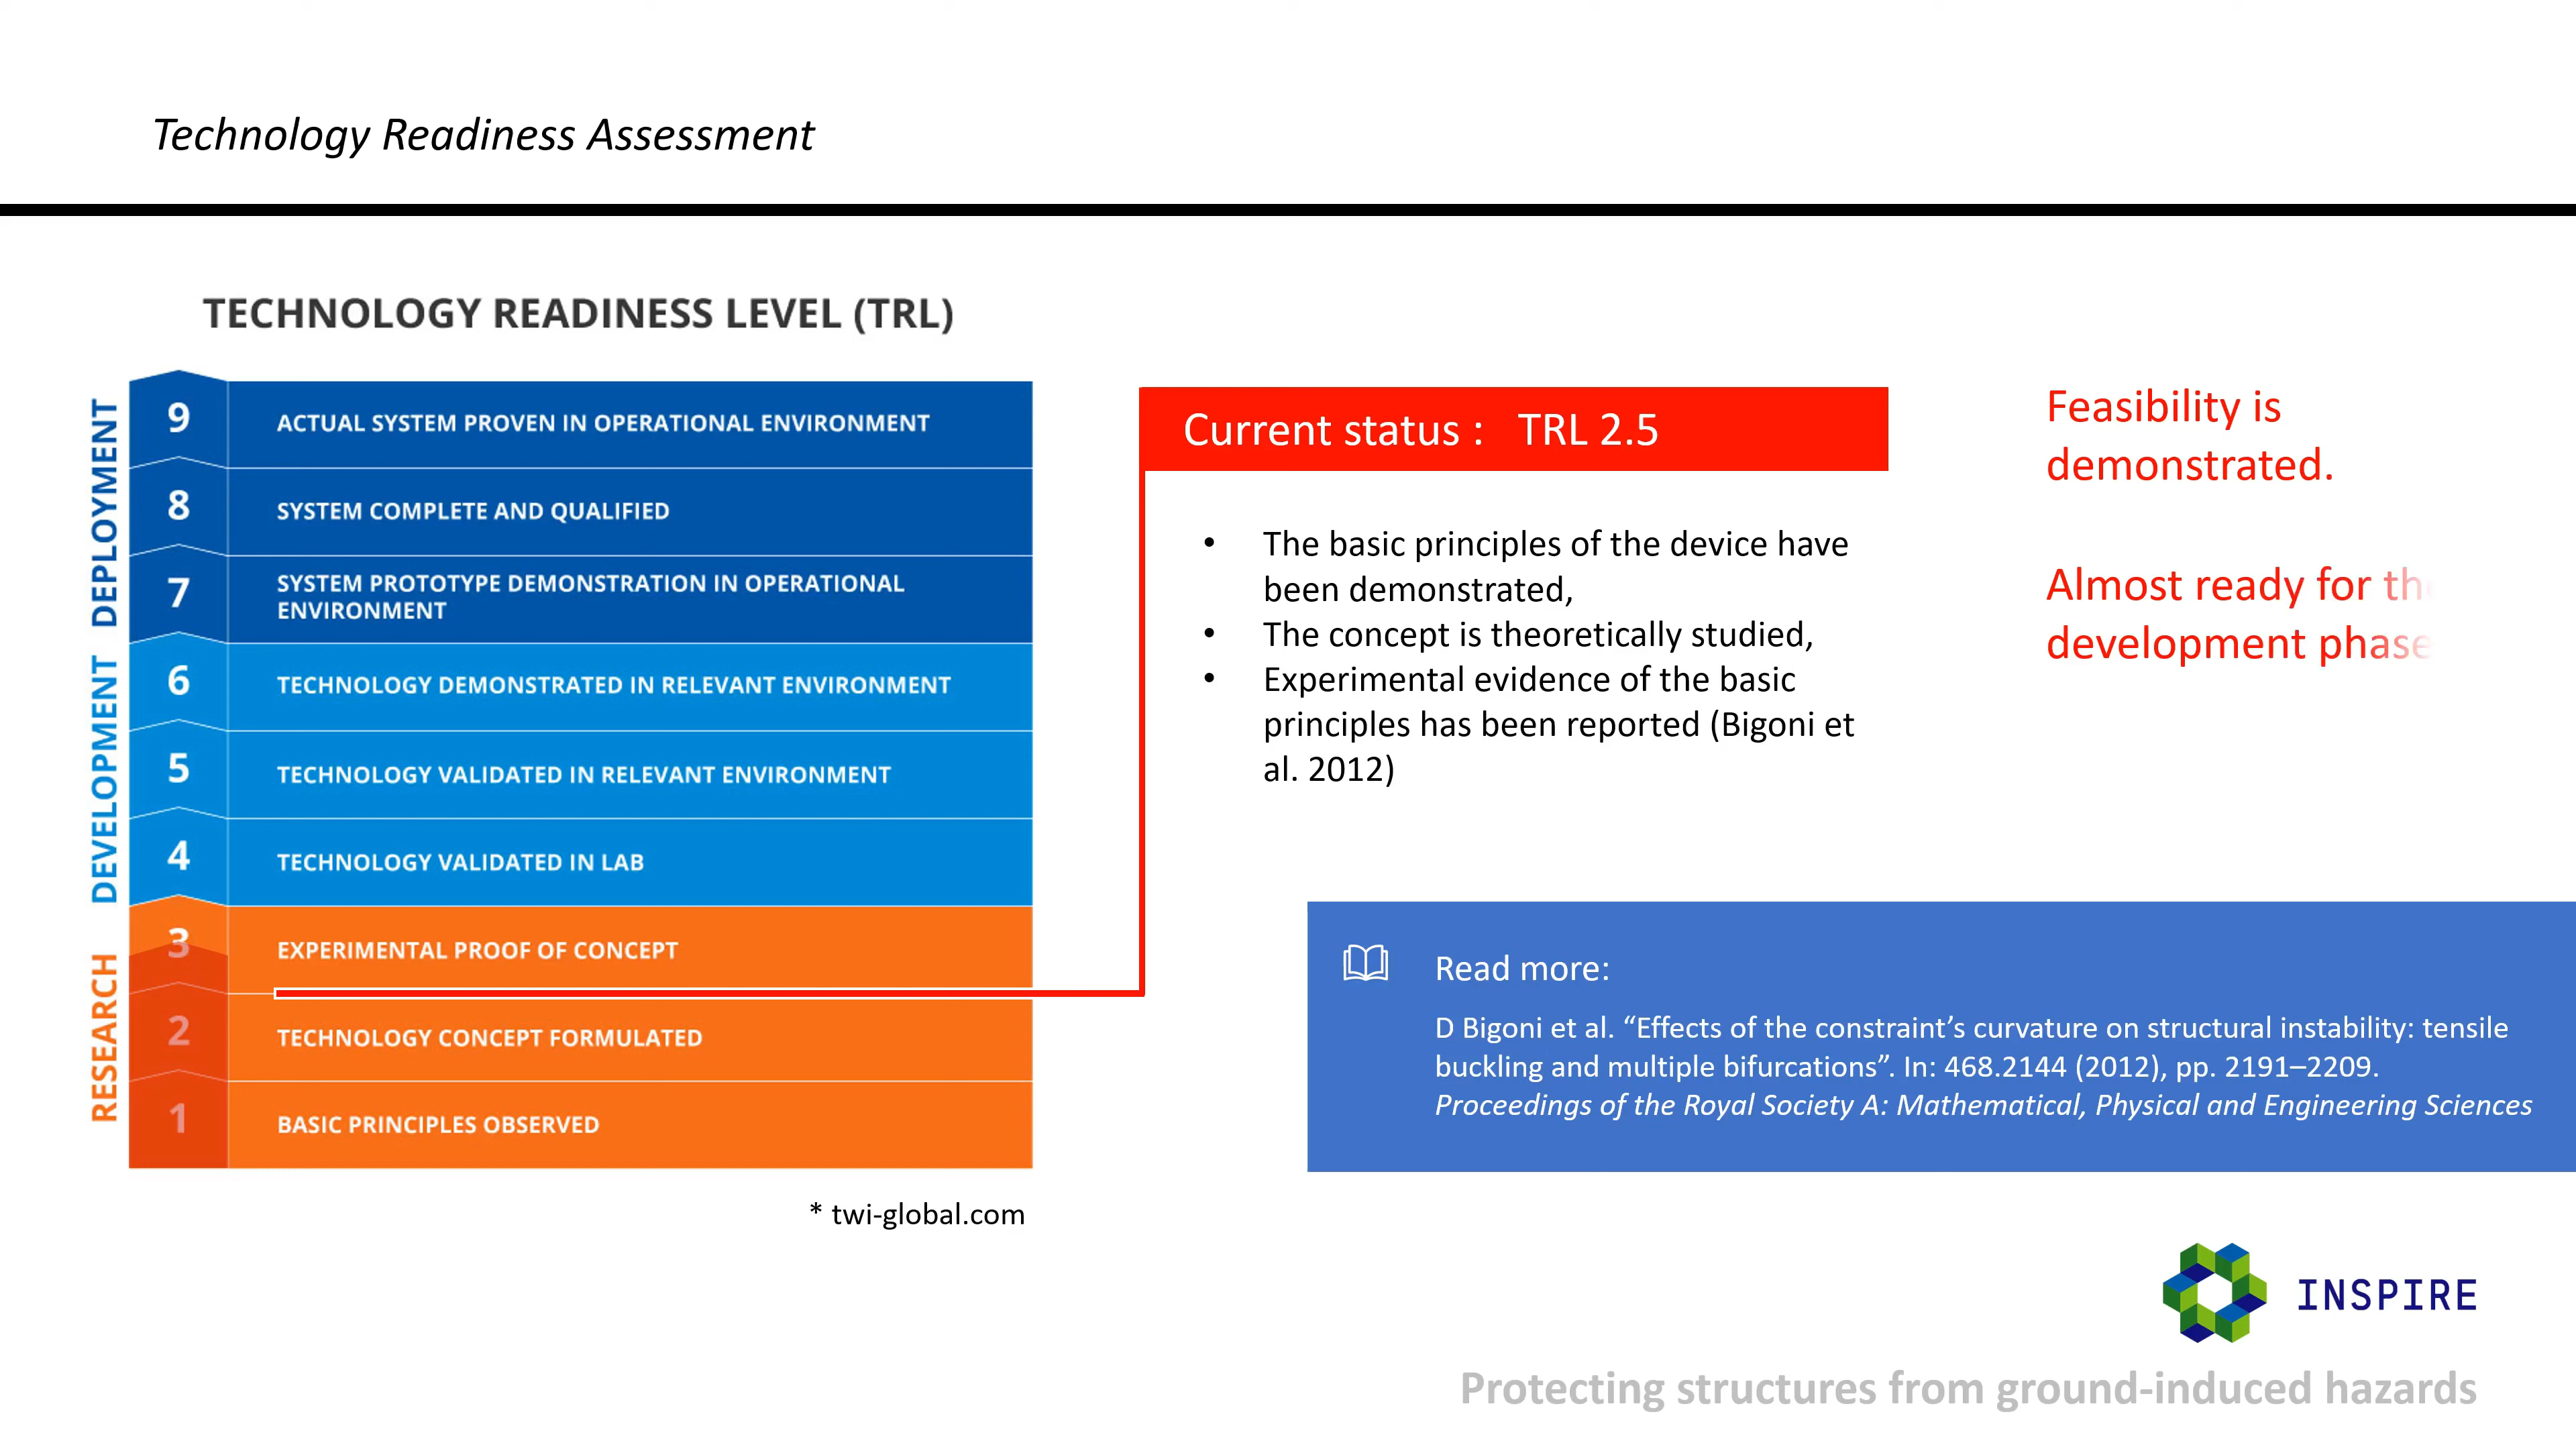 Technology Readiness Assessment
TECHNOLOGY READINESS LEVEL (TRL)
DEPLOYMENT
9 ACTUAL SYSTEM PROVEN IN OPERATIONAL ENVIRONMENT
8 SYSTEM COMPLETE AND QUALIFIED
7 SYSTEM PROTOTYPE DEMONSTRATION IN OPERATIONAL
ENVIRONMENT
DEVELOPMENT
6 TECHNOLOGY DEMONSTRATED IN RELEVANT ENVIRONMENT
5 TECHNOLOGY VALIDATED IN RELEVANT ENVIRONMENT
4 TECHNOLOGY VALIDATED IN LAB
RESEARCH
3 EXPERIMENTAL PROOF OF CONCEPT
2 TECHNOLOGY CONCEPT FORMULATED
1 BASIC PRINCIPLES OBSERVED
* twi-global.com
Current status : TRL 2.5
• The basic principles of the device have
been demonstrated,
• The concept is theoretically studied,
• Experimental evidence of the basic
principles has been reported (Bigoni et
al. 2012)
Feasibility is
demonstrated.
Almost ready for the
development phase
Read more:
D Bigoni et al. “Effects of the constraint’s curvature on structural instability: tensile
buckling and multiple bifurcations”. In: 468.2144 (2012), pp. 2191–2209.
Proceedings of the Royal Society A: Mathematical, Physical and Engineering Sciences
INSPIRE
Protecting structures from ground-induced hazards